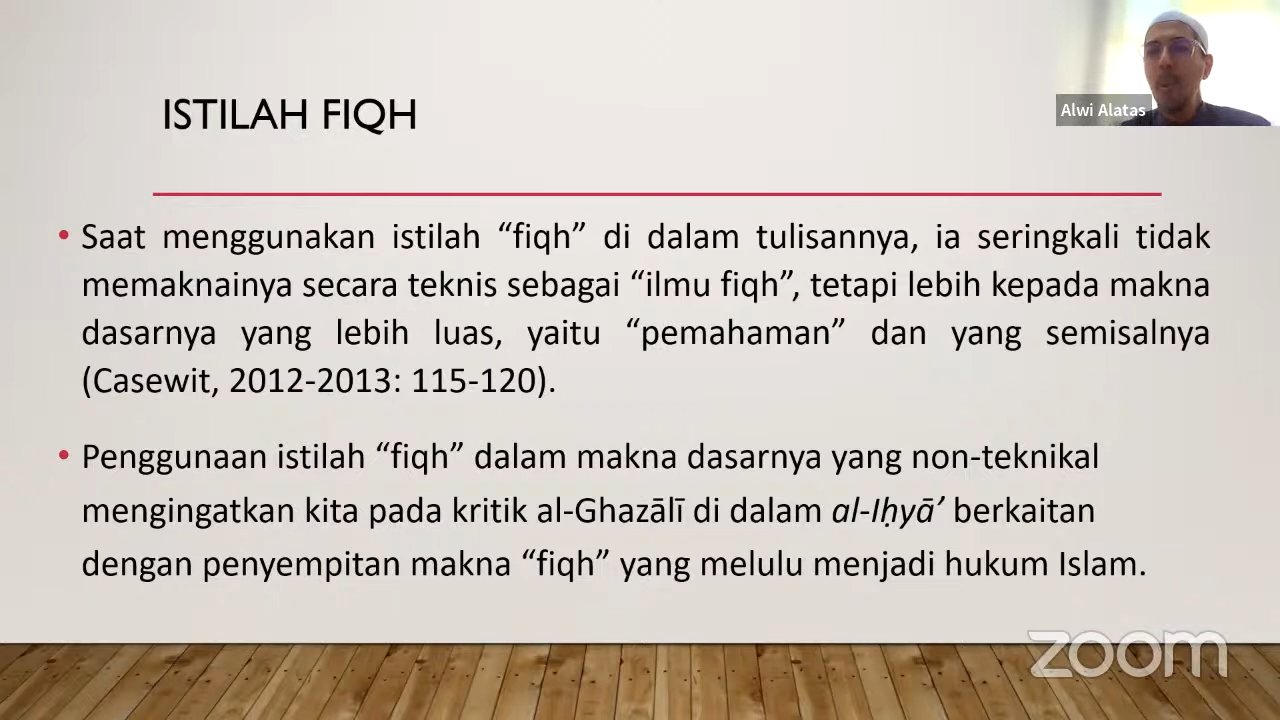 ISTILAH FIQH
Alwi Alatas
• Saat menggunakan istilah “fiqh” di dalam tulisannya, ia seringkali tidak
memaknainya secara teknis sebagai “ilmu fiqh”, tetapi lebih kepada makna
dasarnya yang lebih luas, yaitu “pemahaman” dan yang semisalnya
(Casewit, 2012-2013: 115-120).
• Penggunaan istilah “fiqh” dalam makna dasarnya yang non-teknikal
mengingatkan kita pada kritik al-Ghazālī di dalam al-Iḥyā’ berkaitan
dengan penyempitan makna “fiqh” yang melulu menjadi hukum Islam.
zoom